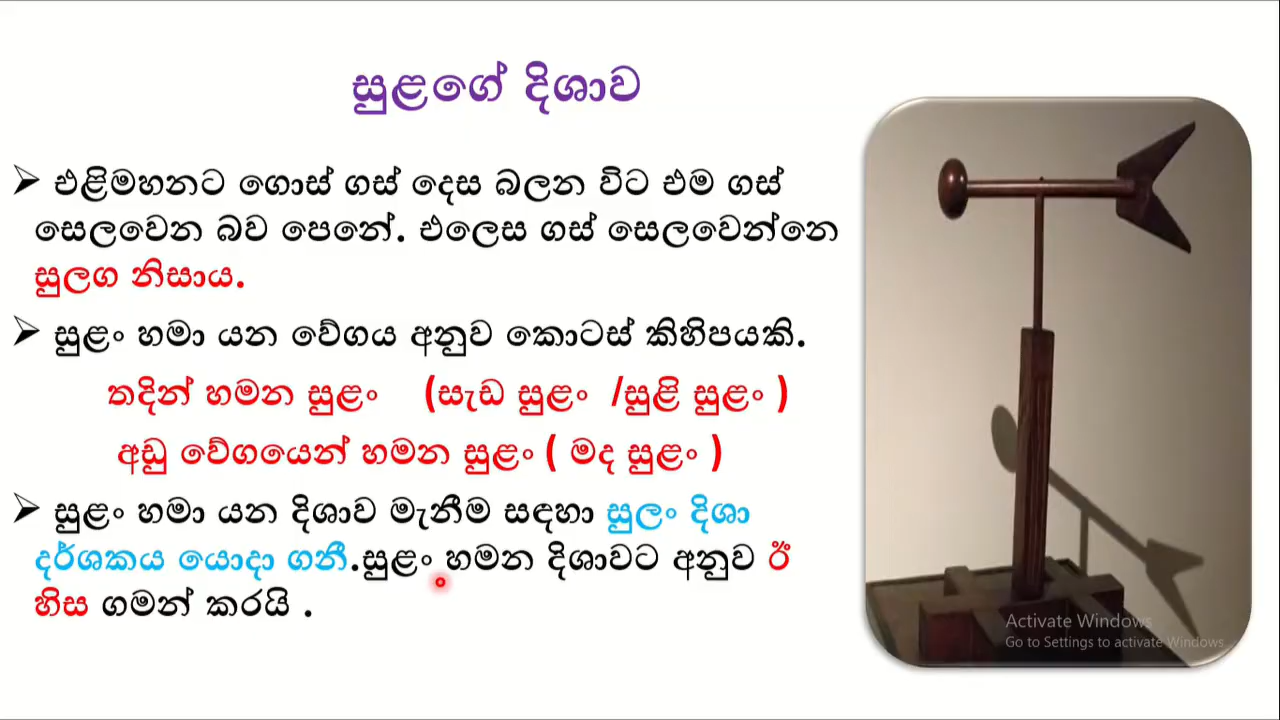 සුළගේ දිශාව
➢ එළිමහනට ගොස් ගස් දෙස බලන විට එම ගස්
සෙලවෙන බව පෙනේ. එලෙස ගස් සෙලවෙන්නෙ
සුලග නිසාය.
➢ සුළං හමා යන වේගය අනුව කොටස් කිහිපයකි.
තදින් හමන සුළං (සැඩ සුළං /සුළි සුළං )
අඩු වේගයෙන් හමන සුළං ( මද සුළං )
➢ සුළං හමා යන දිශාව මැනීම සඳහා සුලං දිශා
දර්ශකය යොදා ගනී.සුළං හමන දිශාවට අනුව ඊ
හිස ගමන් කරයි .
Activate Windows
Go to Settings to activate Windows.